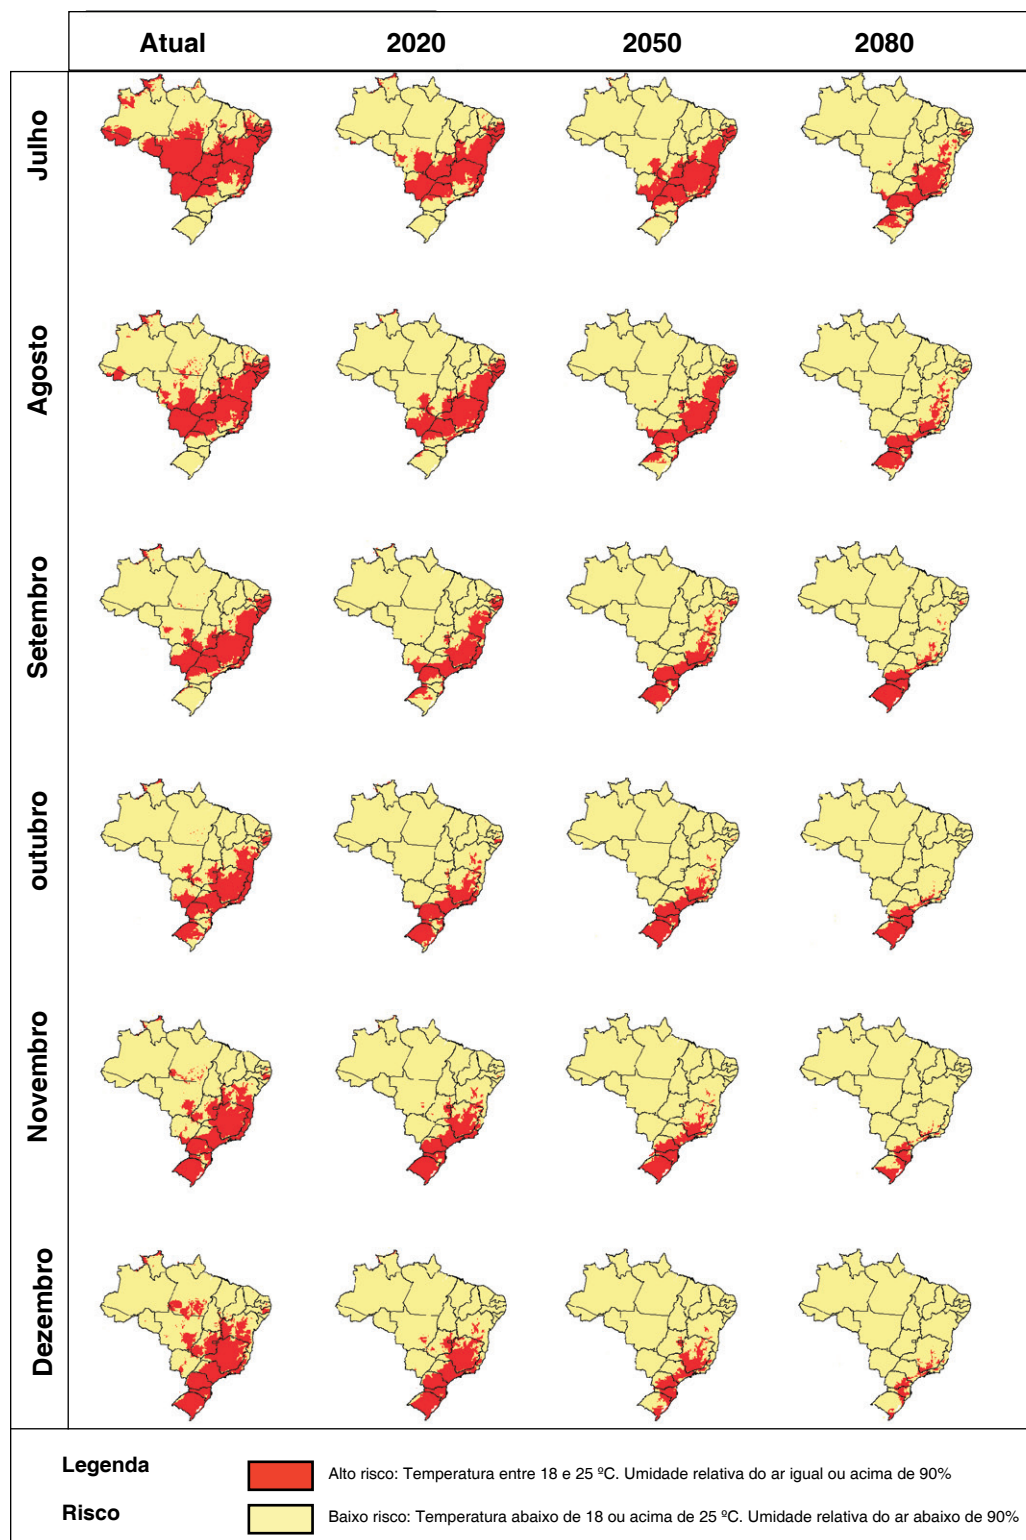 Atual 2020 2050 2080
Julho
Agosto
Setembro
outubro
Novembro
Dezembro
Legenda
Alto risco: Temperatura entre 18 e 25 ºC. Umidade relativa do ar igual ou acima de 90%
Risco
Baixo risco: Temperatura abaixo de 18 ou acima de 25 ºC. Umidade relativa do ar abaixo de 90%